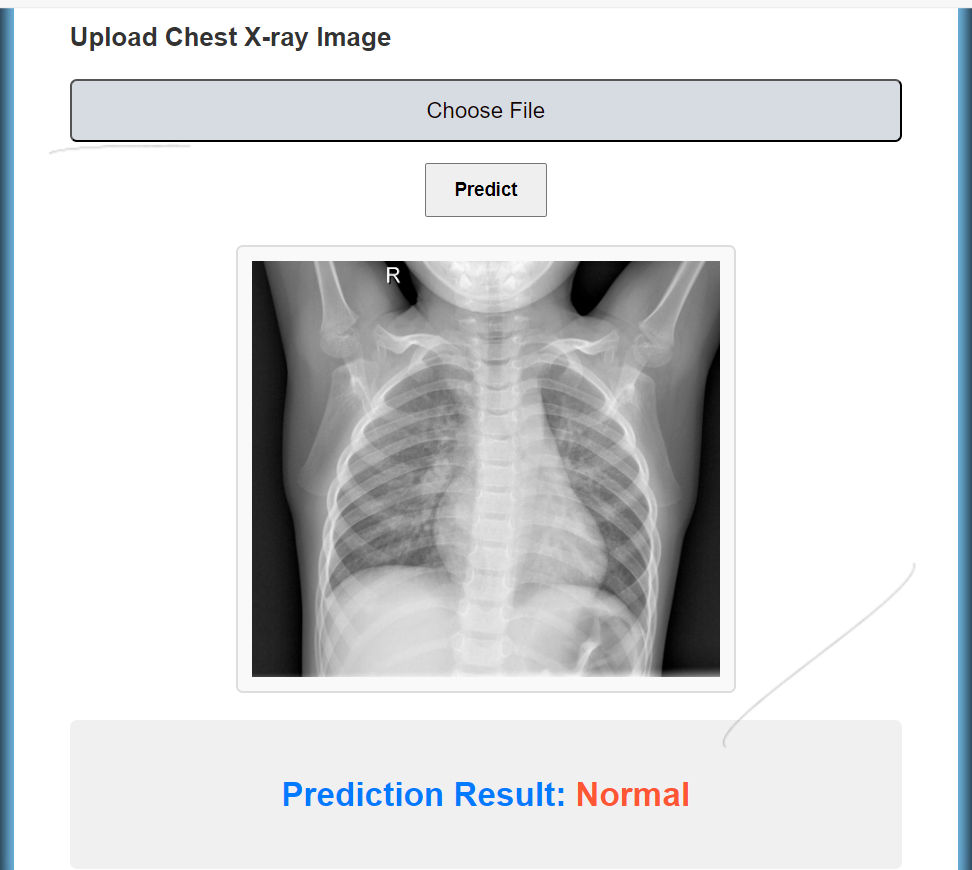 Upload Chest X-ray Image
Choose File
Predict
R
Prediction Result: Normal